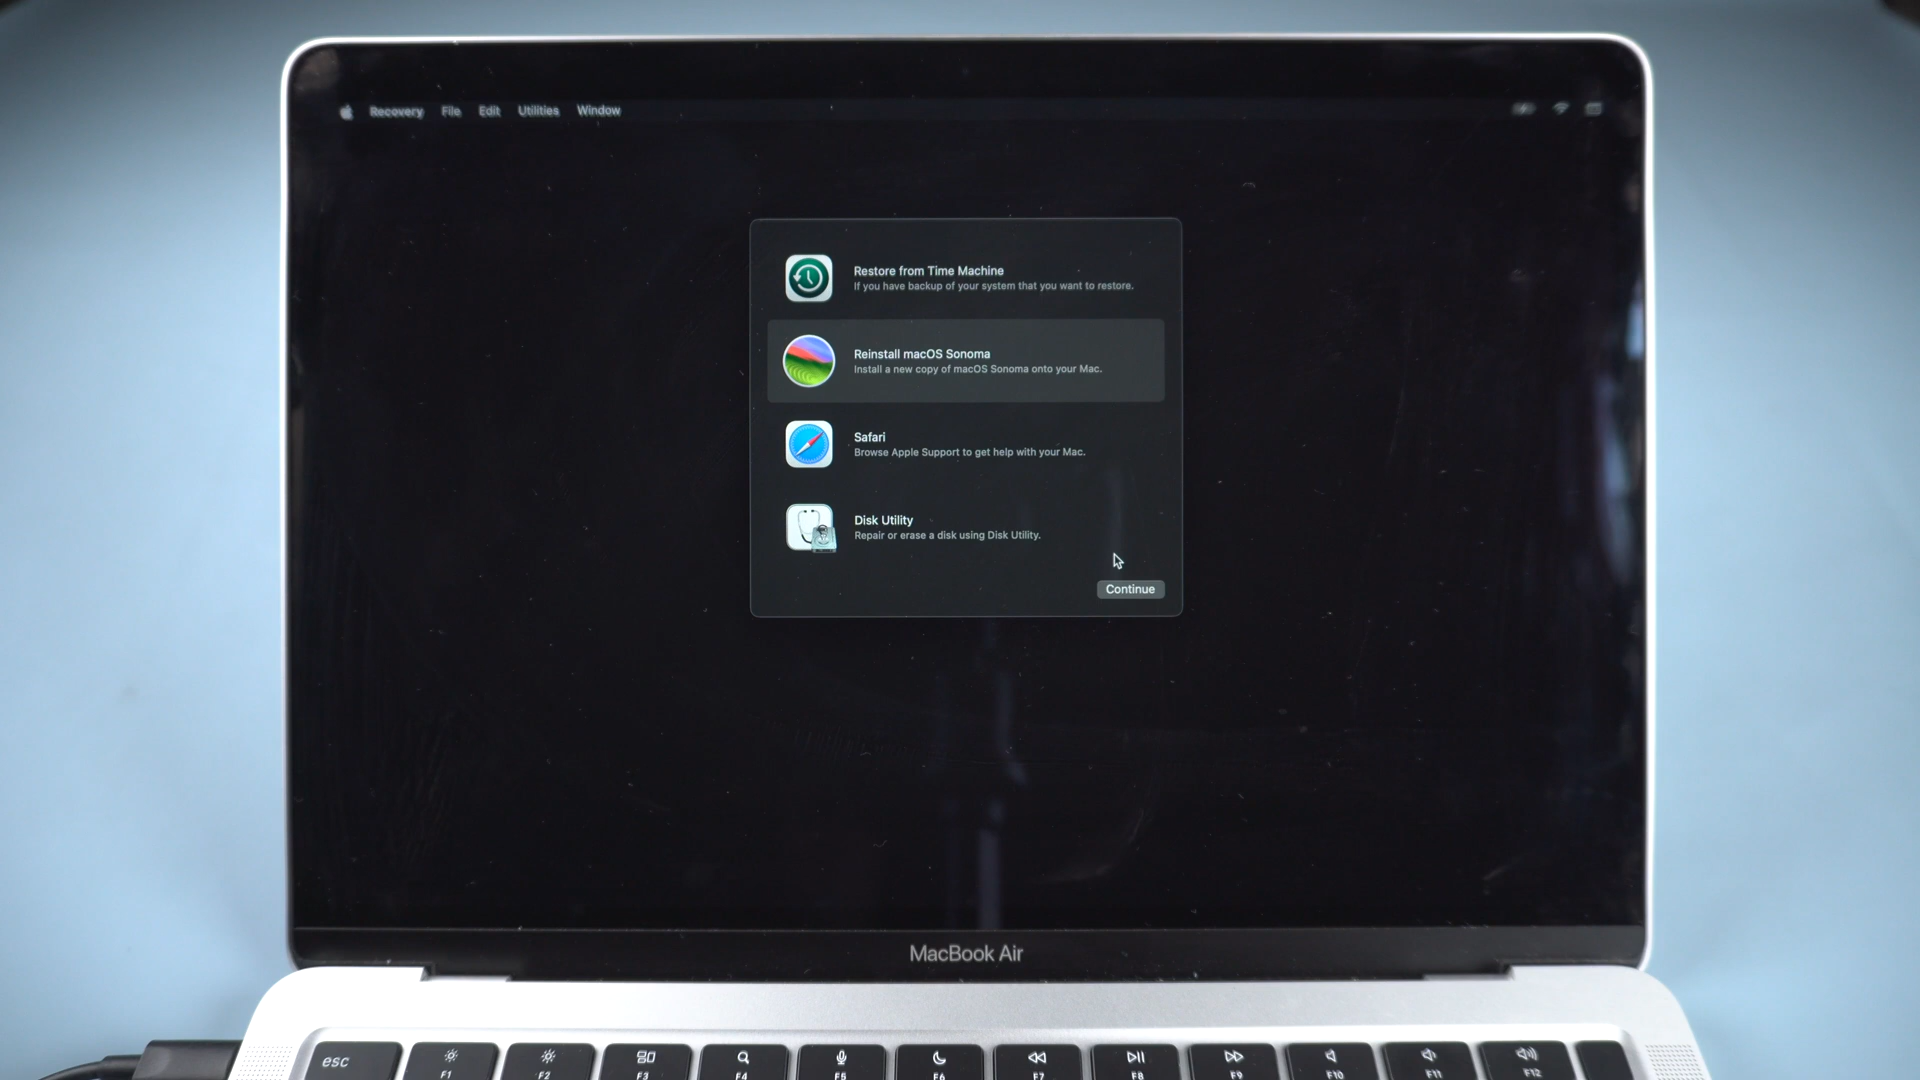 Recovery File Edit Utilities Window
Restore from Time Machine
If you have backup of your system that you want to restore.
Reinstall macOS Sonoma
Install a new copy of macOS Sonoma onto your Mac.
Safari
Browse Apple Support to get help with your Mac.
Disk Utility
Repair or erase a disk using Disk Utility.
Continue
MacBook Air
esc
F1 F2 F3 F4 F5 F6 F7 F8 F9 F10 F11 F12